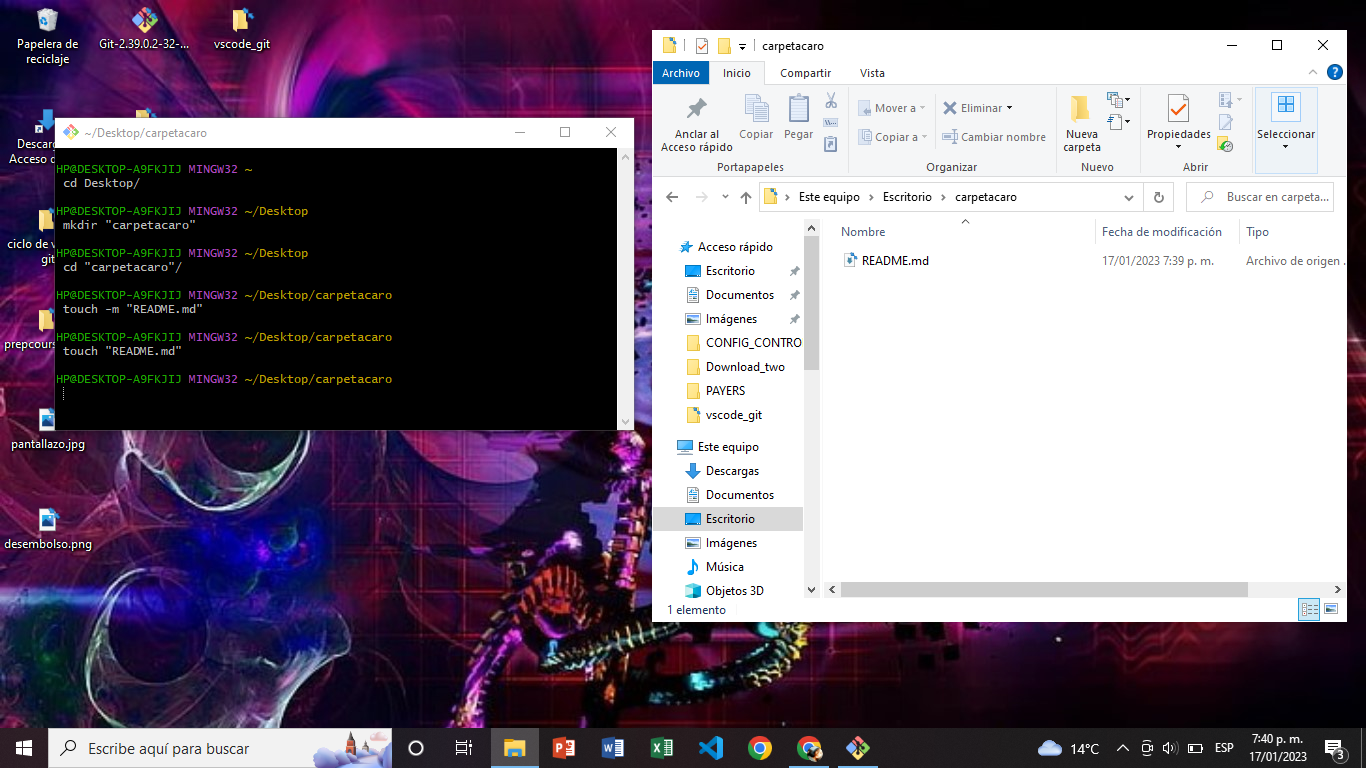 Papelera de
reciclaje
Git-2.39.0.2-32-...
vscode_git
Descarg
Acceso d
ciclo de v
git
prepcours
pantallazo.jpg
desembolso.png
~/Desktop/carpetacaro
HP@DESKTOP-A9FKJIJ MINGW32 ~
cd Desktop/
HP@DESKTOP-A9FKJIJ MINGW32 ~/Desktop
mkdir "carpetacaro"
HP@DESKTOP-A9FKJIJ MINGW32 ~/Desktop
cd "carpetacaro"/
HP@DESKTOP-A9FKJIJ MINGW32 ~/Desktop/carpetacaro
touch -m "README.md"
HP@DESKTOP-A9FKJIJ MINGW32 ~/Desktop/carpetacaro
touch "README.md"
HP@DESKTOP-A9FKJIJ MINGW32 ~/Desktop/carpetacaro
carpetacaro
Archivo Inicio Compartir Vista
Anclar al
Acceso rápido
Copiar
Pegar
Portapapeles
Mover a
Copiar a
Eliminar
Cambiar nombre
Organizar
Nueva
carpeta
Nuevo
Propiedades
Abrir
Seleccionar
Este equipo > Escritorio > carpetacaro
Buscar en carpeta...
Nombre Fecha de modificación Tipo
README.md 17/01/2023 7:39 p. m. Archivo de origen .
Acceso rápido
Escritorio
Documentos
Imágenes
CONFIG_CONTRO
Download_two
PAYERS
vscode_git
Este equipo
Descargas
Documentos
Escritorio
Imágenes
Música
Objetos 3D
1 elemento
Escribe aquí para buscar
14°C
ESP
7:40 p. m.
17/01/2023
3